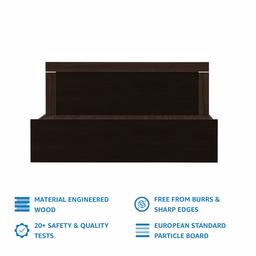 MATERIAL ENGINEERED
WOOD
FREE FROM BURRS &
SHARP EDGES
20+ SAFETY & QUALITY
TESTS
EUROPEAN STANDARD
PARTICLE BOARD